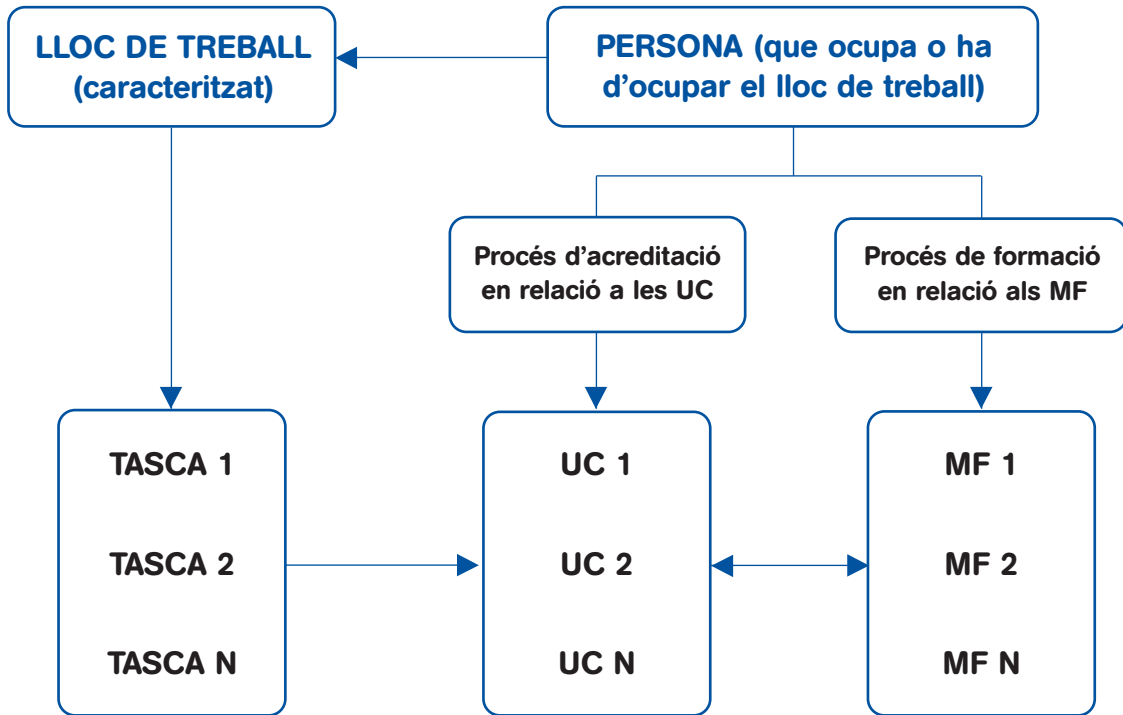 LLOC DE TREBALL
(caracteritzat)
PERSONA (que ocupa o ha
d’ocupar el lloc de treball)
Procés d’acreditació
en relació a les UC
Procés de formació
en relació als MF
TASCA 1
TASCA 2
TASCA N
UC 1
UC 2
UC N
MF 1
MF 2
MF N